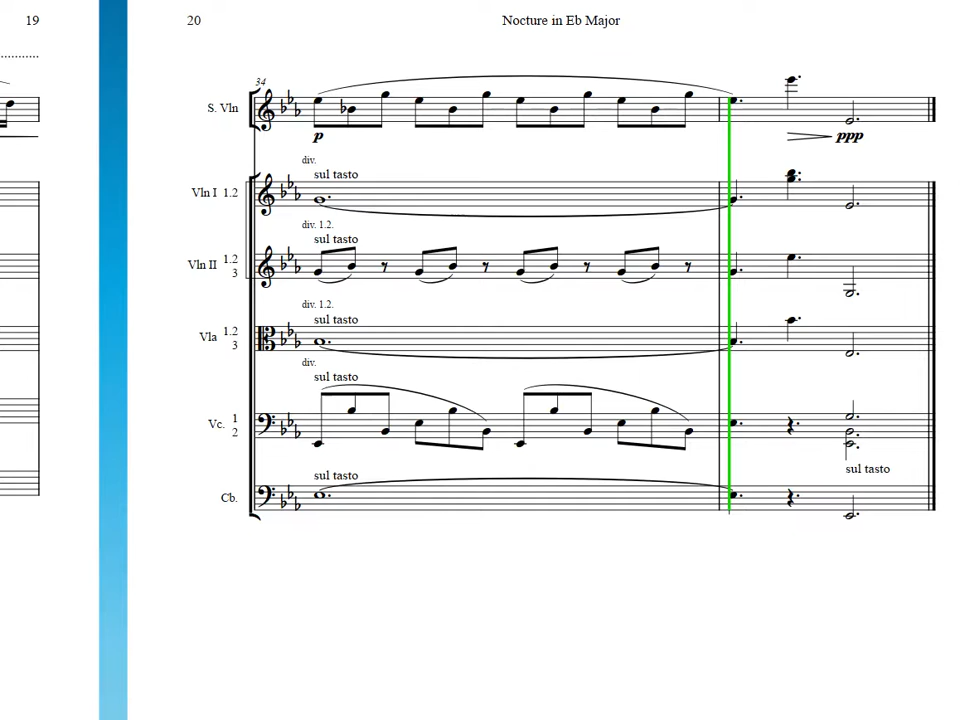 19
20
Nocture in Eb Major
34
S. Vln
p
ppp
div.
sul tasto
Vln I 1.2
div. 1.2.
sul tasto
Vln II 1.2
3
div. 1.2.
sul tasto
Vla 1.2
3
div.
sul tasto
Vc. 1
2
sul tasto
sul tasto
Cb.